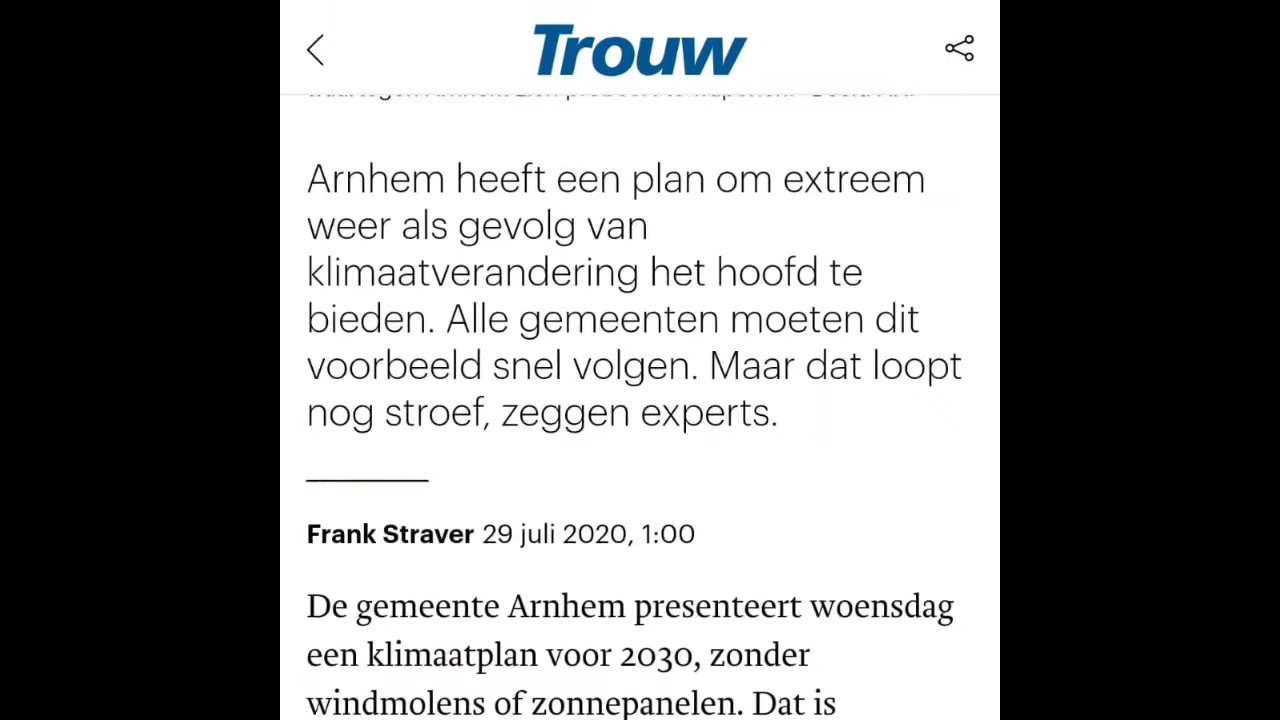 Trouw
Arnhem heeft een plan om extreem
weer als gevolg van
klimaatverandering het hoofd te
bieden. Alle gemeenten moeten dit
voorbeeld snel volgen. Maar dat loopt
nog stroef, zeggen experts.
Frank Straver 29 juli 2020, 1:00
De gemeente Arnhem presenteert woensdag
een klimaatplan voor 2030, zonder
windmolens of zonnepanelen. Dat is